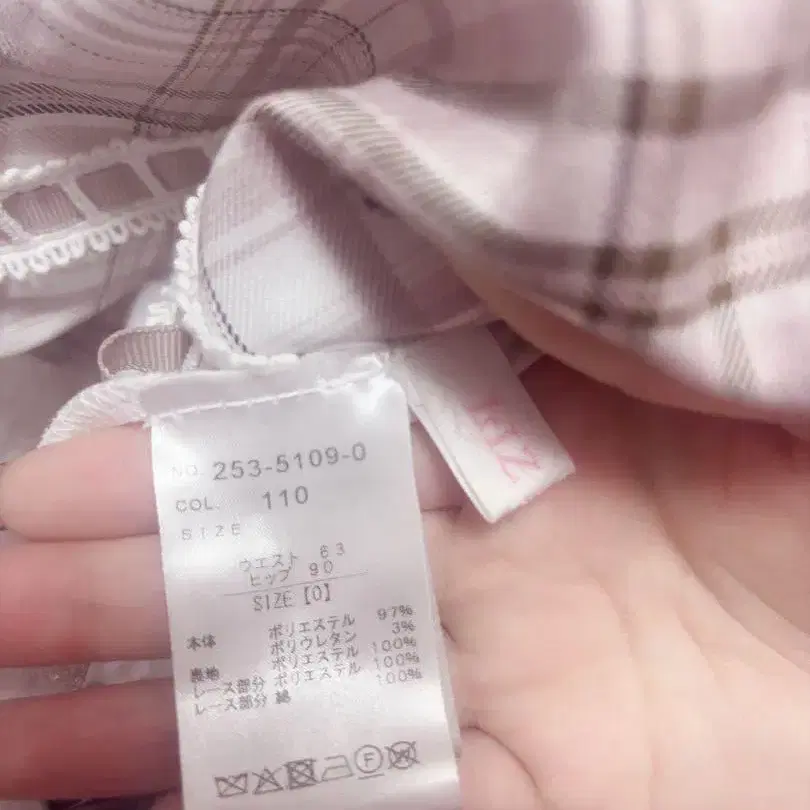 NO. 253-5109-0
COL. 110
SIZE
ウエスト 63
ヒップ 90
SIZE【0】
本体 ポリエステル 97%
ポリウレタン 3%
裏地 ポリエステル 100%
レース部分 ポリエステル 100%
レース部分 綿 100%